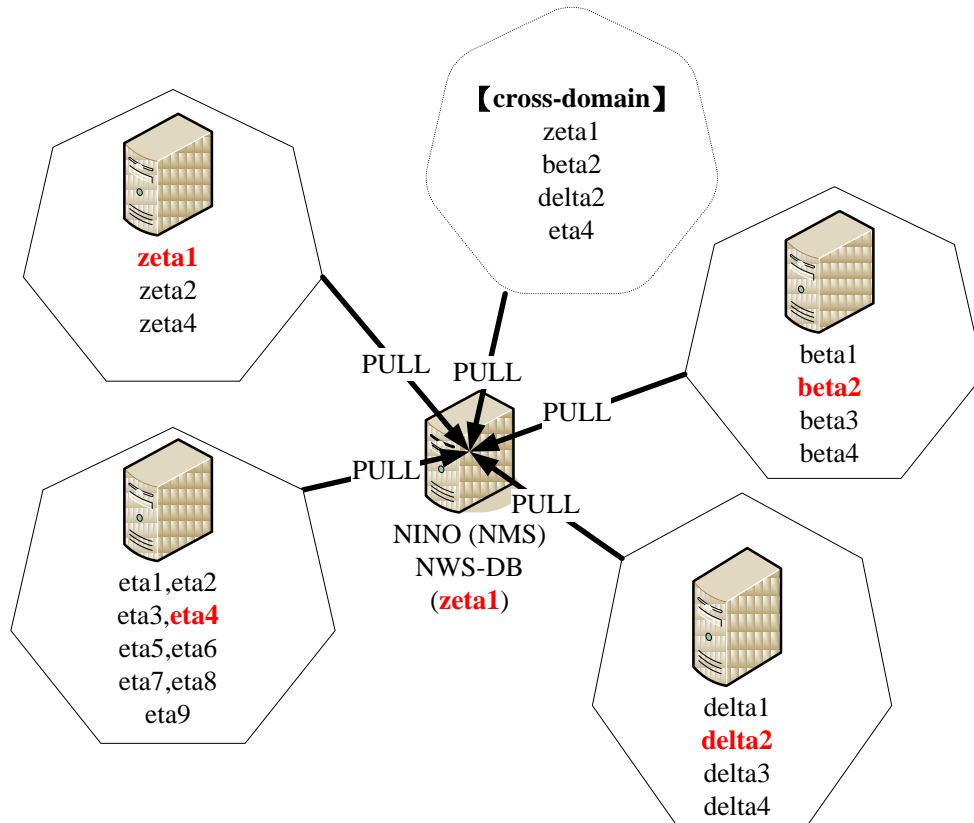 【cross-domain】
zeta1
beta2
delta2
eta4
zeta1
zeta2
zeta4
beta1
beta2
beta3
beta4
PULL
PULL
PULL
PULL
PULL
NINO (NMS)
NWS-DB
(zeta1)
eta1,eta2
eta3,eta4
eta5,eta6
eta7,eta8
eta9
delta1
delta2
delta3
delta4